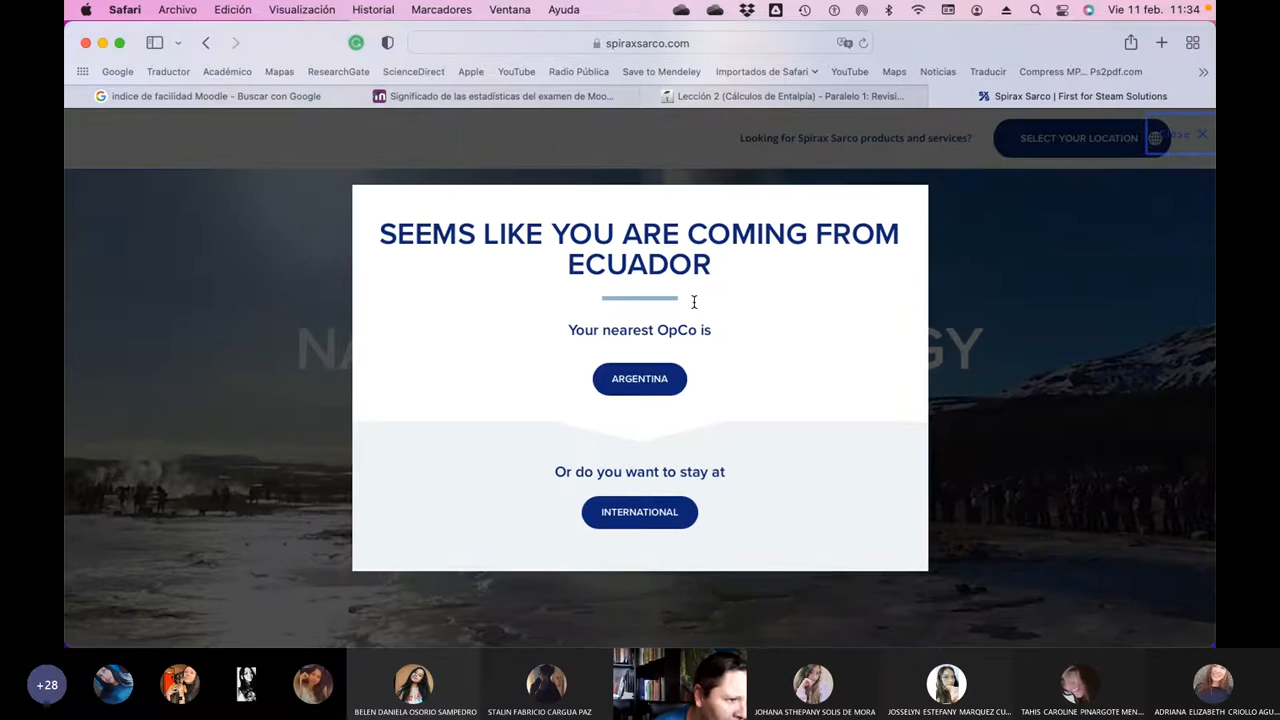 Safari Archivo Edición Visualización Historial Marcadores Ventana Ayuda Vie 11 feb. 11:34
spiraxsarco.com
Google Traductor Académico Mapas ResearchGate ScienceDirect Apple YouTube Radio Pública Save to Mendeley Importados de Safari YouTube Maps Noticias Traducir Compress MP... Ps2pdf.com
indice de facilidad Moodle - Buscar con Google Significado de las estadísticas del examen de Moo... Lección 2 (Cálculos de Entalpía) - Paralelo 1: Revisi... Spirax Sarco | First for Steam Solutions
Looking for Spirax Sarco products and services? SELECT YOUR LOCATION Close
SEEMS LIKE YOU ARE COMING FROM
ECUADOR
Your nearest OpCo is
ARGENTINA
Or do you want to stay at
INTERNATIONAL
+28
BELEN DANIELA OSORIO SAMPEDRO STALIN FABRICIO CARGUA PAZ JOHANA STHEPANY SOLIS DE MORA JOSSELYN ESTEFANY MARQUEZ CU... TAHIS CAROLINE PINARGOTE MEN... ADRIANA ELIZABETH CRIOLLO AGU...